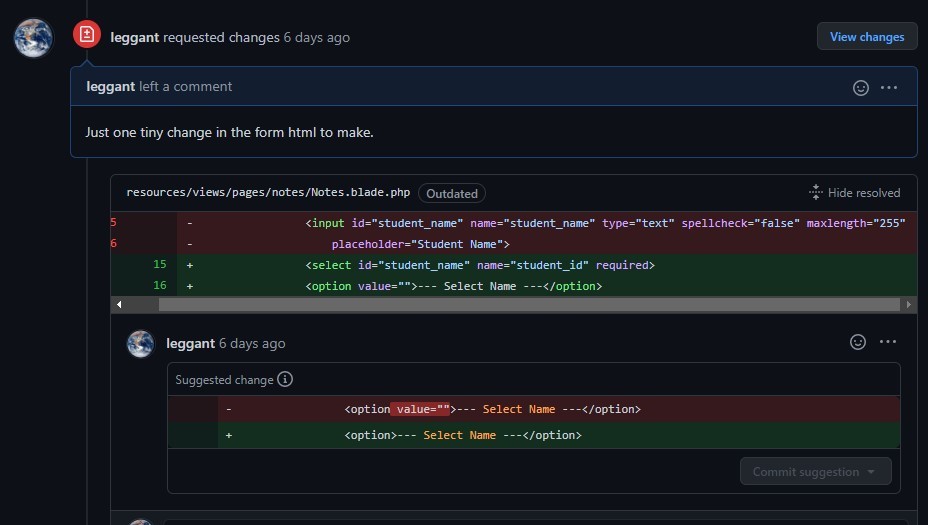 leggant requested changes 6 days ago
View changes
leggant left a comment
Just one tiny change in the form html to make.
resources/views/pages/notes/Notes.blade.php Outdated Hide resolved
5 - <input id="student_name" name="student_name" type="text" spellcheck="false" maxlength="255"
6 - placeholder="Student Name">
15 + <select id="student_name" name="student_id" required>
16 + <option value="">--- Select Name ---</option>
leggant 6 days ago
Suggested change
- <option value="">--- Select Name ---</option>
+ <option>--- Select Name ---</option>
Commit suggestion